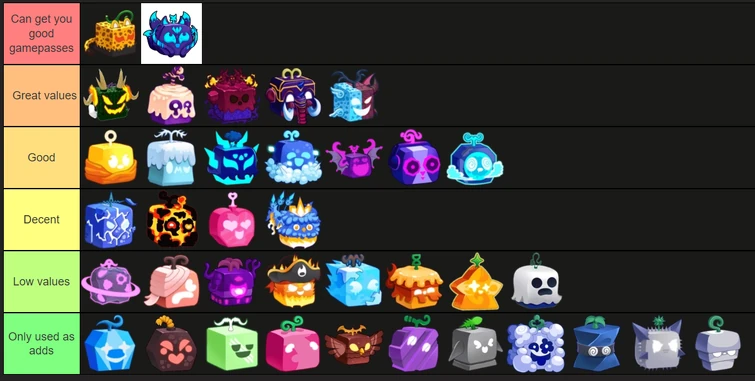 Can get you
good
gamepasses
Great values
Good
Decent
Low values
Only used as
adds